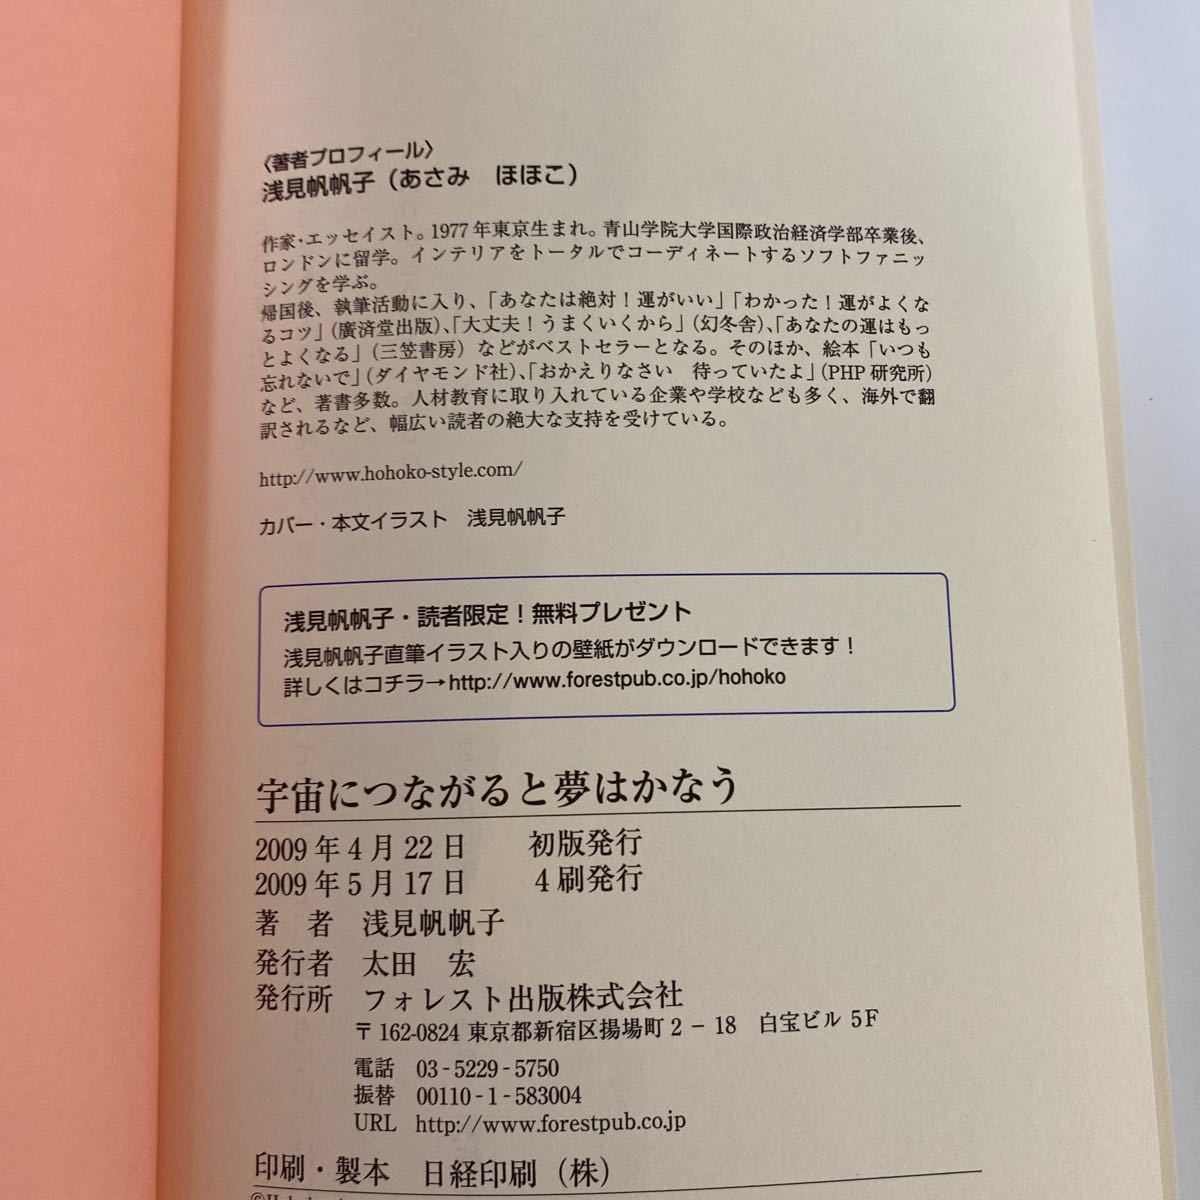 〈著者プロフィール〉
浅見帆帆子（あさみ　ほほこ）
作家・エッセイスト。1977年東京生まれ。青山学院大学国際政治経済学部卒業後、
ロンドンに留学。インテリアをトータルでコーディネートするソフトファニッ
シングを学ぶ。
帰国後、執筆活動に入り、「あなたは絶対！運がいい」「わかった！運がよくな
るコツ」（廣済堂出版）、「大丈夫！うまくいくから」（幻冬舎）、「あなたの運はもっ
とよくなる」（三笠書房）などがベストセラーとなる。そのほか、絵本「いつも
忘れないで」（ダイヤモンド社）、「おかえりなさい　待っていたよ」（PHP研究所）
など、著書多数。人材教育に取り入れている企業や学校なども多く、海外で翻
訳されるなど、幅広い読者の絶大な支持を受けている。
http://www.hohoko-style.com/
カバー・本文イラスト　浅見帆帆子
浅見帆帆子・読者限定！無料プレゼント
浅見帆帆子直筆イラスト入りの壁紙がダウンロードできます！
詳しくはコチラ→http://www.forestpub.co.jp/hohoko
宇宙につながると夢はかなう
2009年4月22日　初版発行
2009年5月17日　4刷発行
著　者　浅見帆帆子
発行者　太田　宏
発行所　フォレスト出版株式会社
〒162-0824 東京都新宿区揚場町2－18　白宝ビル5F
電話　03-5229-5750
振替　00110-1-583004
URL　http://www.forestpub.co.jp
印刷・製本　日経印刷（株）